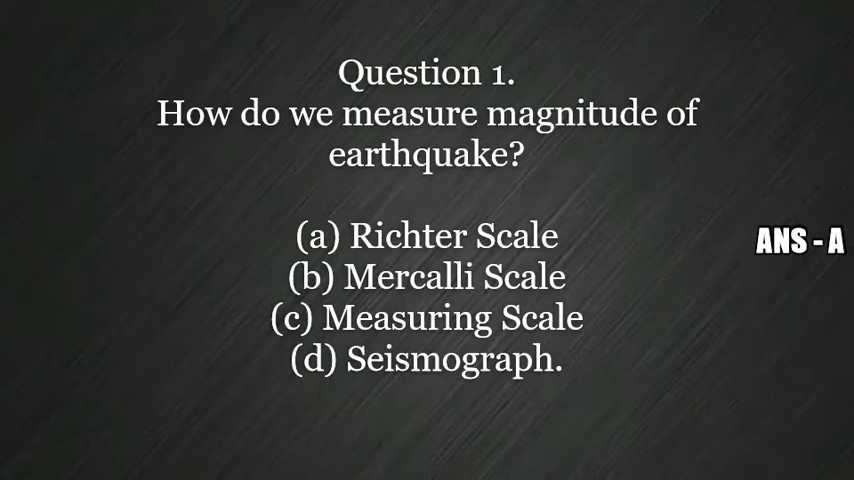 Question 1.
How do we measure magnitude of
earthquake?
(a) Richter Scale
ANS - A
(b) Mercalli Scale
(c) Measuring Scale
(d) Seismograph.